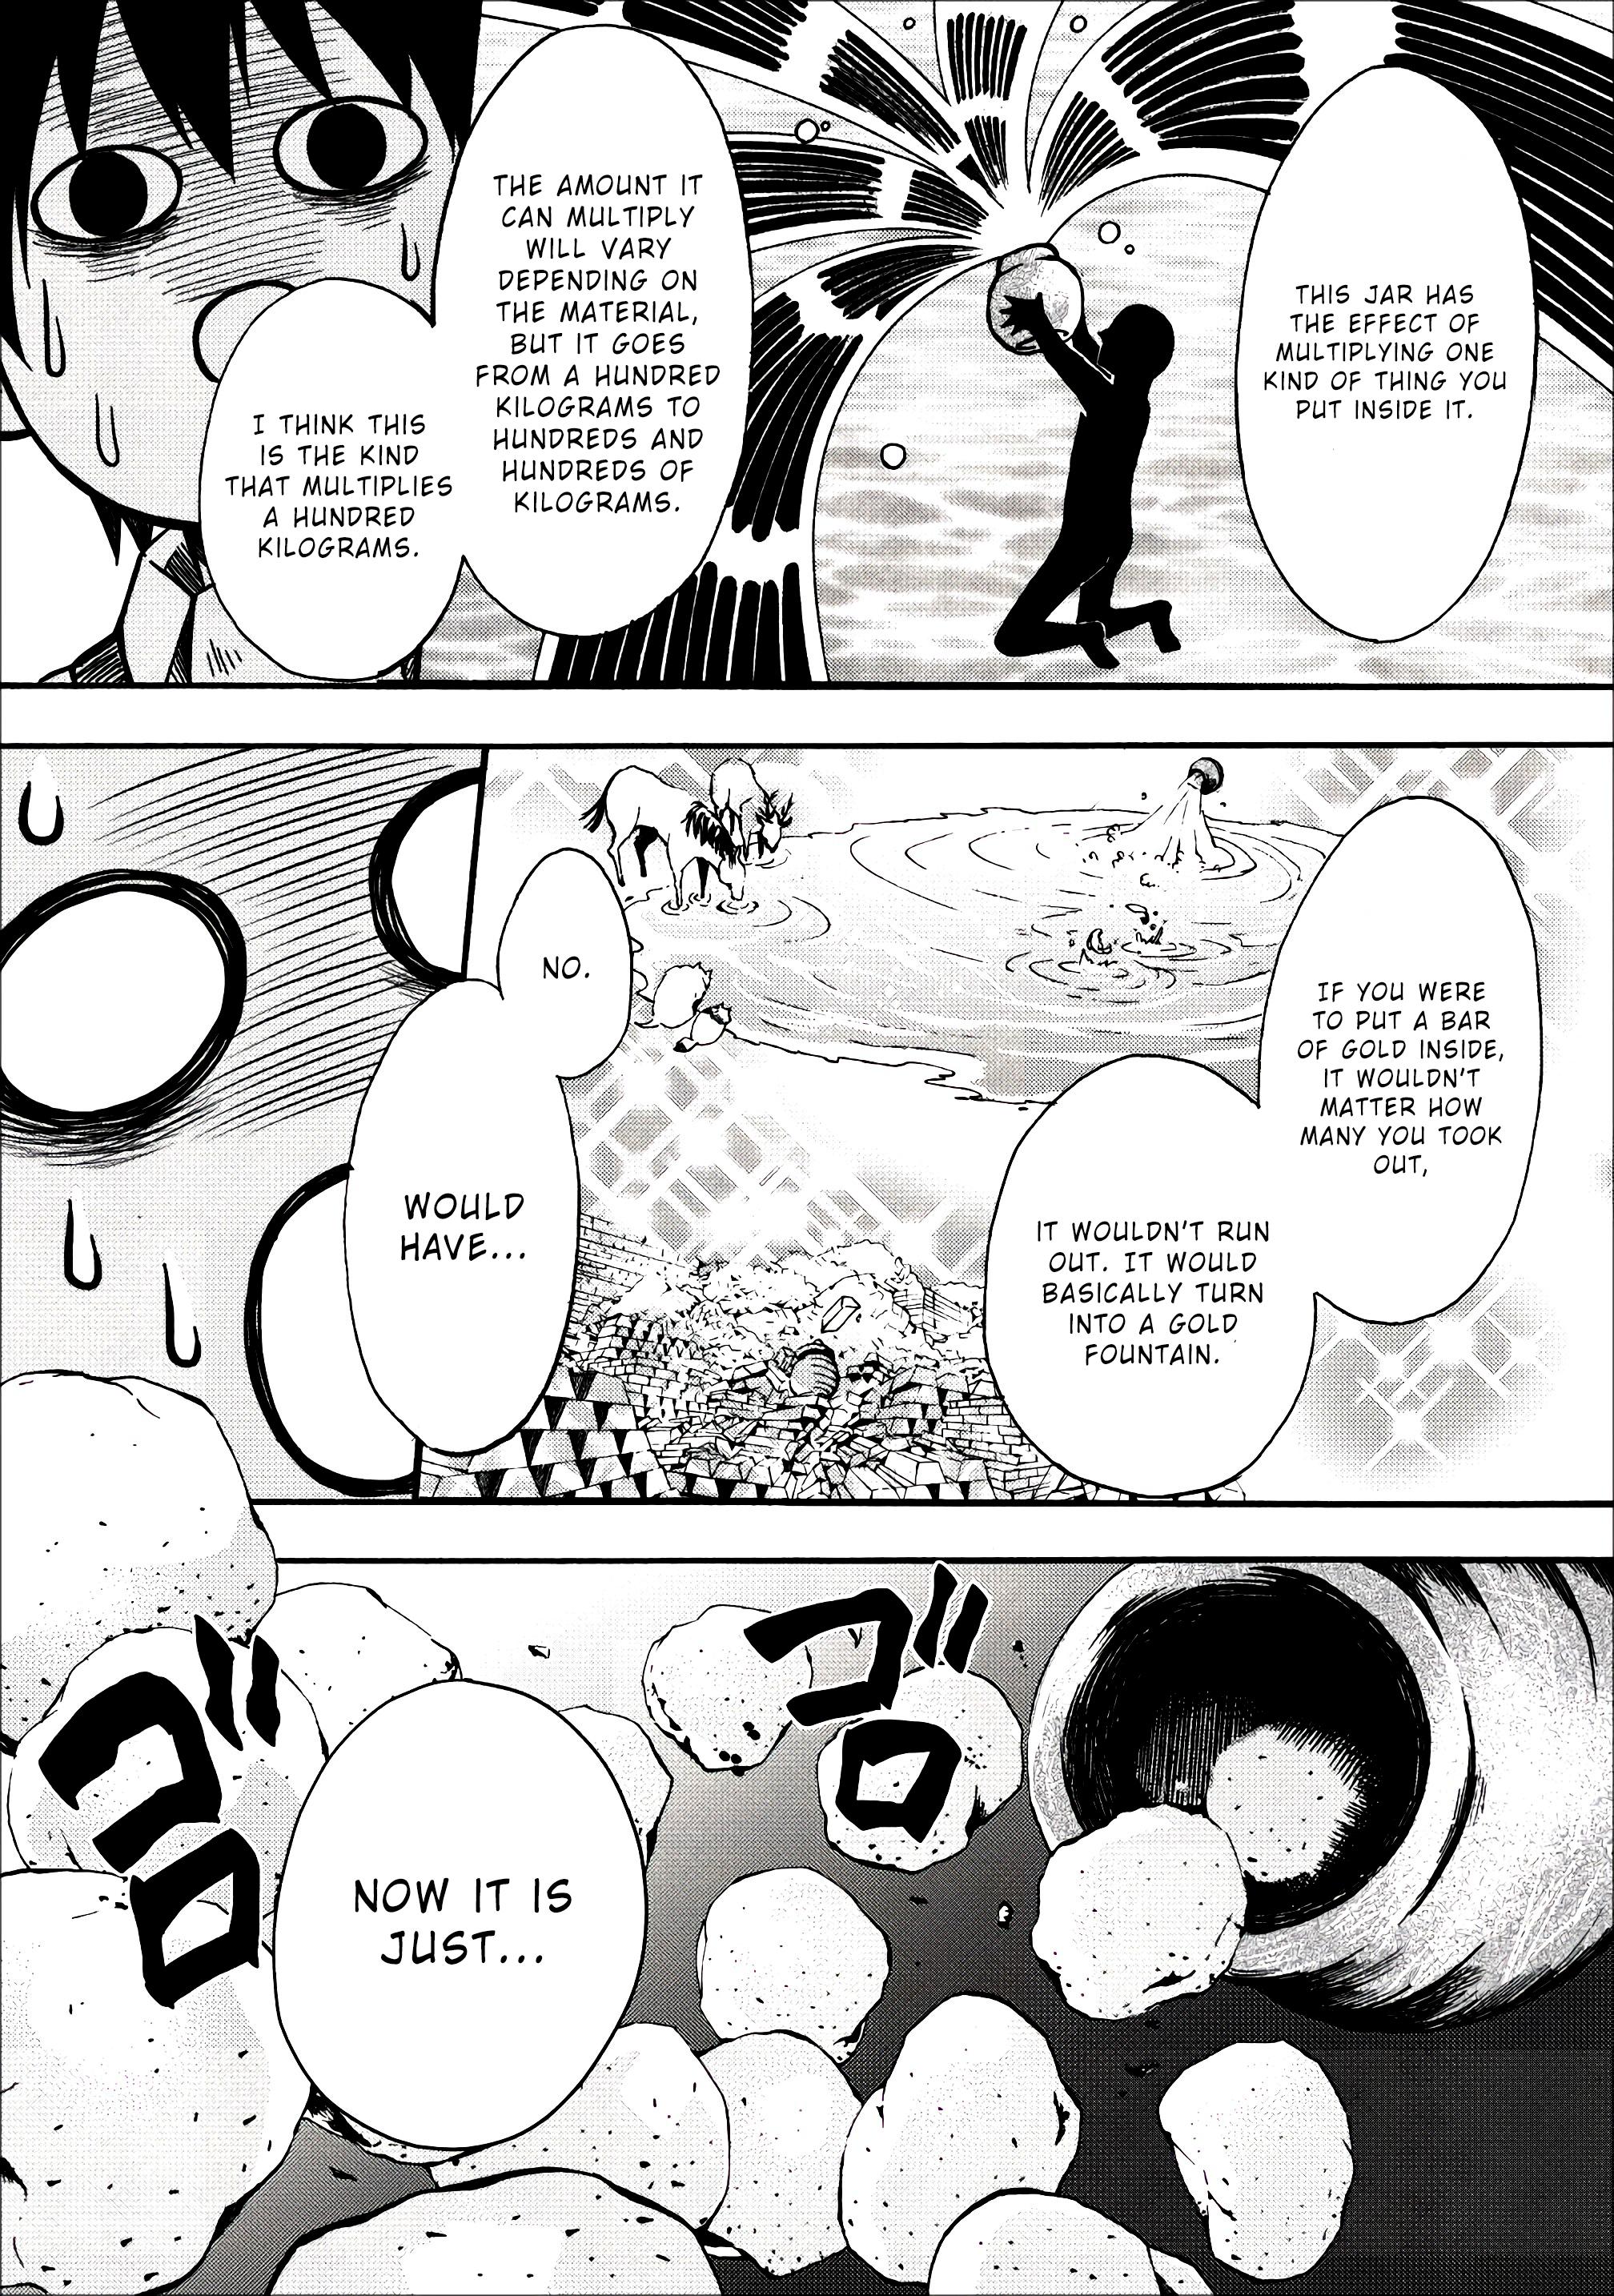 THIS JAR HAS
THE EFFECT OF
MULTIPLYING ONE
KIND OF THING YOU
PUT INSIDE IT.
THE AMOUNT IT
CAN MULTIPLY
WILL VARY
DEPENDING ON
THE MATERIAL,
BUT IT GOES
FROM A HUNDRED
KILOGRAMS TO
HUNDREDS AND
HUNDREDS OF
KILOGRAMS.
I THINK THIS
IS THE KIND
THAT MULTIPLIES
A HUNDRED
KILOGRAMS.
IF YOU WERE
TO PUT A BAR
OF GOLD INSIDE,
IT WOULDN'T
MATTER HOW
MANY YOU TOOK
OUT,
IT WOULDN'T RUN
OUT. IT WOULD
BASICALLY TURN
INTO A GOLD
FOUNTAIN.
NO.
WOULD
HAVE...
ゴロ
ゴロ
NOW IT IS
JUST...